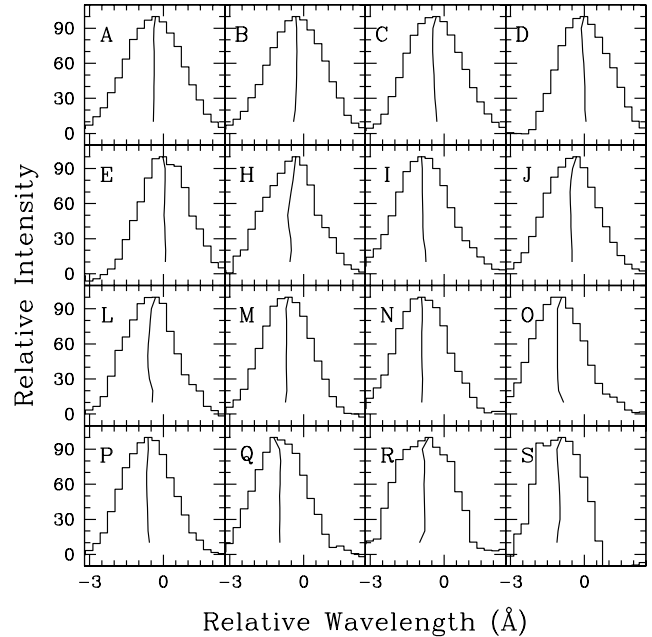 90
60
30
0
A
B
C
D
90
60
30
0
E
H
I
J
90
60
30
0
L
M
N
O
90
60
30
0
P
Q
R
S
−3 0 −3 0 −3 0 −3 0
Relative Intensity
Relative Wavelength (Å)